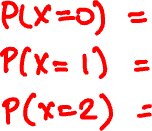 P(X=0) =
P(X=1) =
P(X=2) =